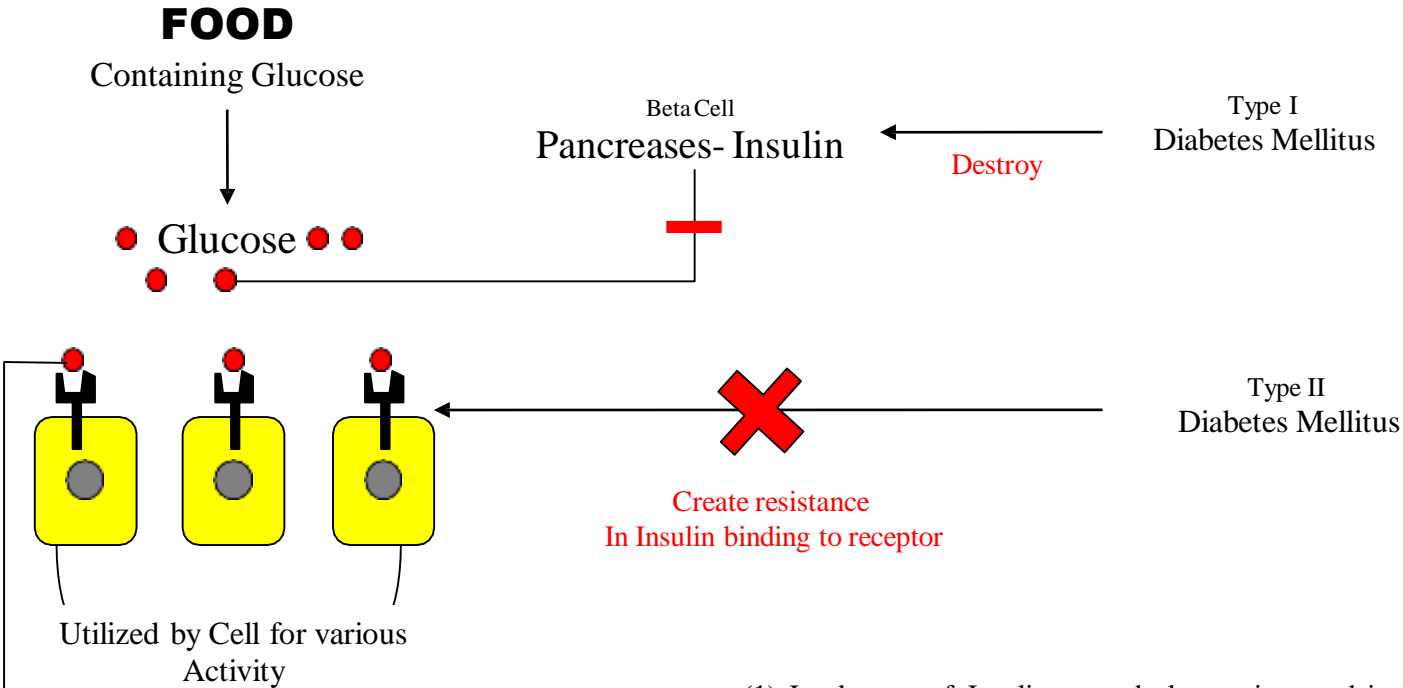 FOOD
Containing Glucose
Beta Cell
Pancreases- Insulin
Type I
Diabetes Mellitus
Destroy
Glucose
Type II
Diabetes Mellitus
Create resistance
In Insulin binding to receptor
Utilized by Cell for various
Activity